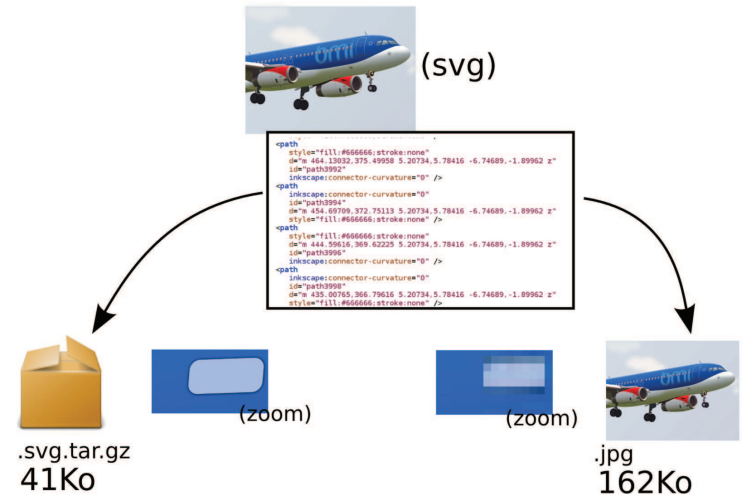 bmi
(svg)
<path
style="fill:#666666;stroke:none"
d="m 464.13032,375.49958 5.20734,5.78416 -6.74689,-1.89962 z"
id="path3992"
inkscape:connector-curvature="0" />
<path
inkscape:connector-curvature="0"
id="path3994"
d="m 454.69709,372.75113 5.20734,5.78416 -6.74689,-1.89962 z"
style="fill:#666666;stroke:none" />
<path
style="fill:#666666;stroke:none"
d="m 444.59616,369.62225 5.20734,5.78416 -6.74689,-1.89962 z"
id="path3996"
inkscape:connector-curvature="0" />
<path
inkscape:connector-curvature="0"
id="path3998"
d="m 435.00765,366.79616 5.20734,5.78416 -6.74689,-1.89962 z"
style="fill:#666666;stroke:none" />
(zoom)
(zoom)
bmi
.svg.tar.gz
41Ko
.jpg
162Ko